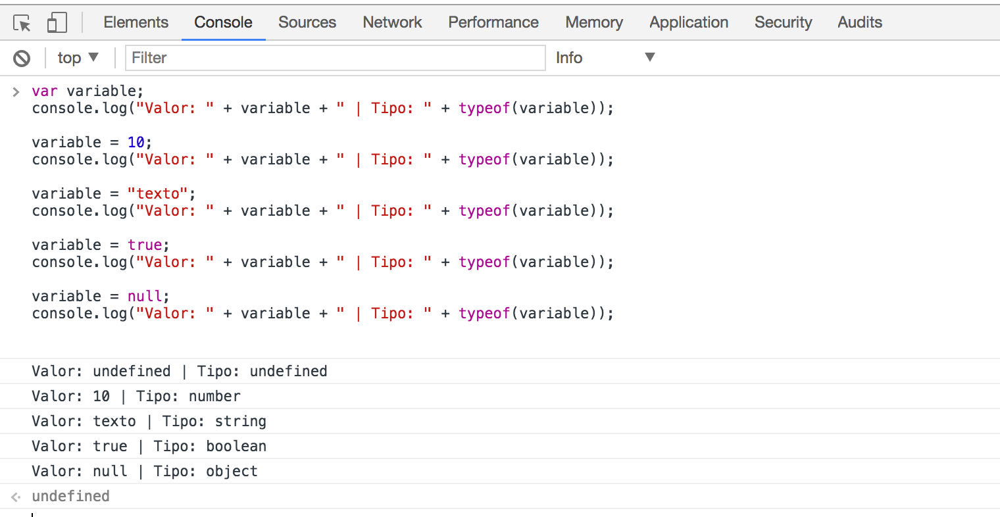 Elements Console Sources Network Performance Memory Application Security Audits
top ▼ Filter Info ▼
> var variable;
console.log("Valor: " + variable + " | Tipo: " + typeof(variable));
variable = 10;
console.log("Valor: " + variable + " | Tipo: " + typeof(variable));
variable = "texto";
console.log("Valor: " + variable + " | Tipo: " + typeof(variable));
variable = true;
console.log("Valor: " + variable + " | Tipo: " + typeof(variable));
variable = null;
console.log("Valor: " + variable + " | Tipo: " + typeof(variable));
Valor: undefined | Tipo: undefined
Valor: 10 | Tipo: number
Valor: texto | Tipo: string
Valor: true | Tipo: boolean
Valor: null | Tipo: object
undefined